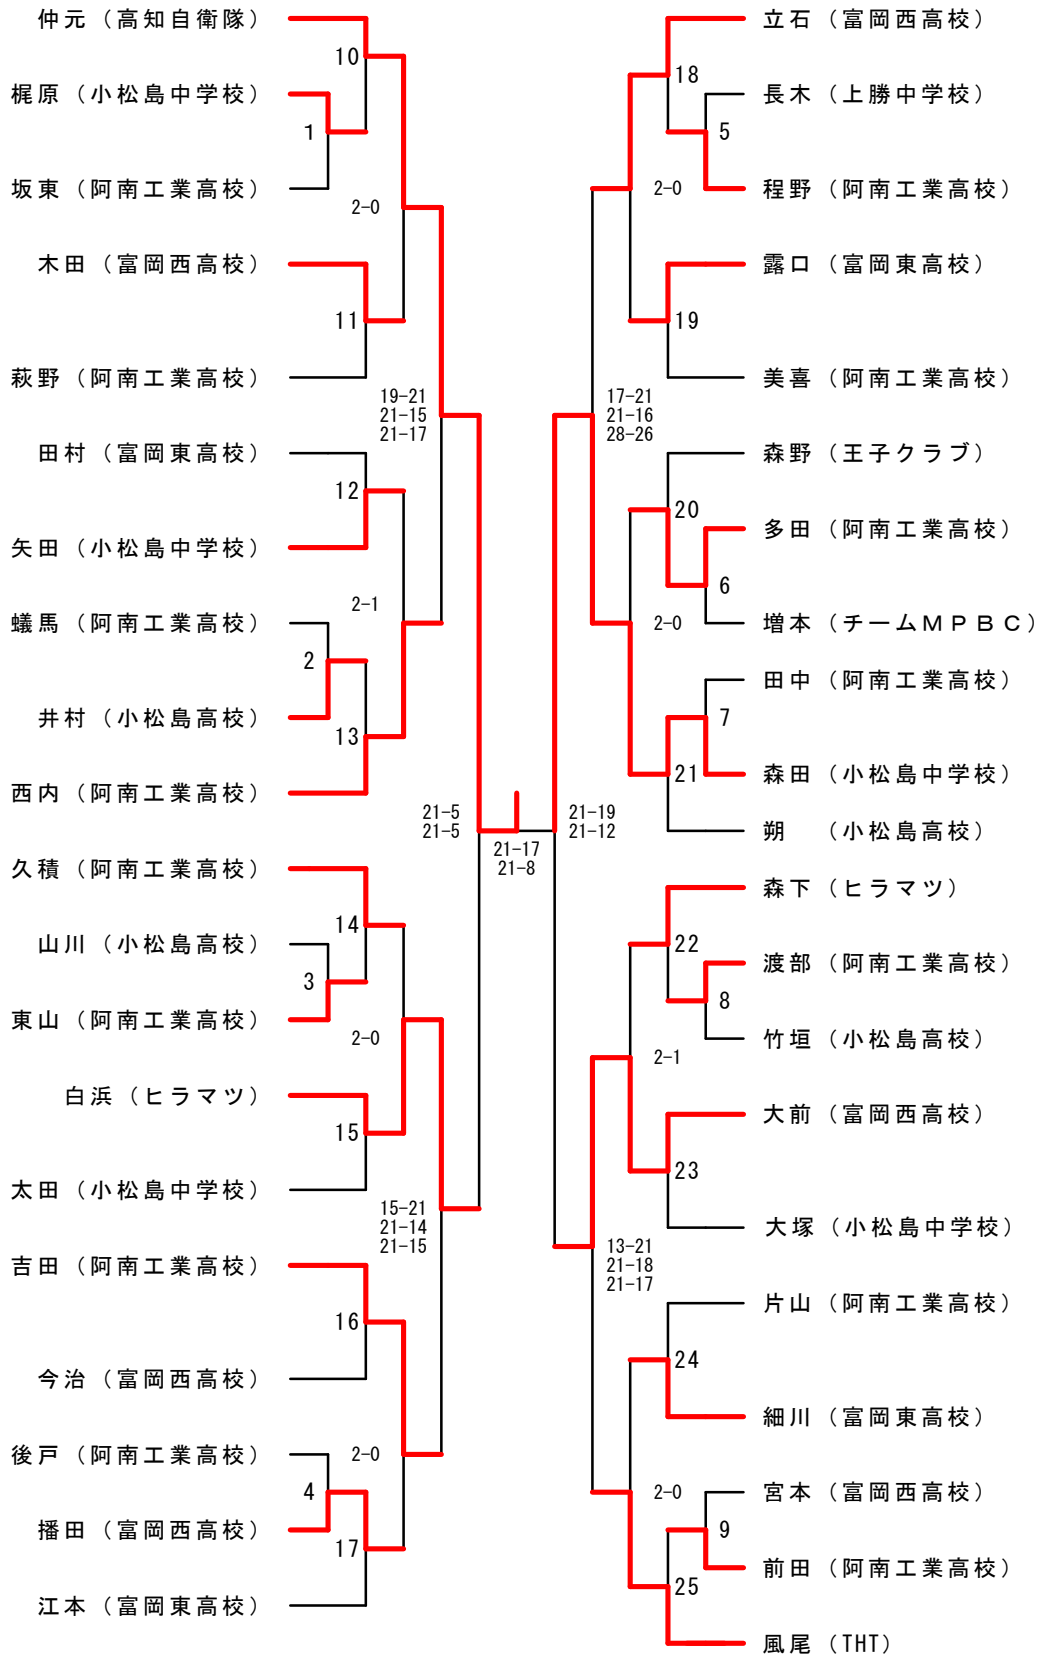 仲元（高知自衛隊）
10
梶原（小松島中学校）
1
坂東（阿南工業高校）
2-0
木田（富岡西高校）
11
萩野（阿南工業高校）
19-21
21-15
21-17
田村（富岡東高校）
12
矢田（小松島中学校）
2-1
蟻馬（阿南工業高校）
2
井村（小松島高校）
13
西内（阿南工業高校）
21-5
21-5
久積（阿南工業高校）
14
山川（小松島高校）
3
東山（阿南工業高校）
2-0
白浜（ヒラマツ）
15
太田（小松島中学校）
15-21
21-14
21-15
吉田（阿南工業高校）
16
今治（富岡西高校）
後戸（阿南工業高校）
2-0
4
播田（富岡西高校）
17
江本（富岡東高校）
21-17
21-8
立石（富岡西高校）
18
長木（上勝中学校）
5
程野（阿南工業高校）
2-0
露口（富岡東高校）
19
美喜（阿南工業高校）
17-21
21-16
28-26
森野（王子クラブ）
20
多田（阿南工業高校）
6
増本（チームＭＰＢＣ）
2-0
田中（阿南工業高校）
7
森田（小松島中学校）
21
朔　（小松島高校）
21-19
21-12
森下（ヒラマツ）
22
渡部（阿南工業高校）
8
竹垣（小松島高校）
2-1
大前（富岡西高校）
23
大塚（小松島中学校）
13-21
21-18
21-17
片山（阿南工業高校）
24
細川（富岡東高校）
2-0
宮本（富岡西高校）
9
前田（阿南工業高校）
25
風尾（THT）